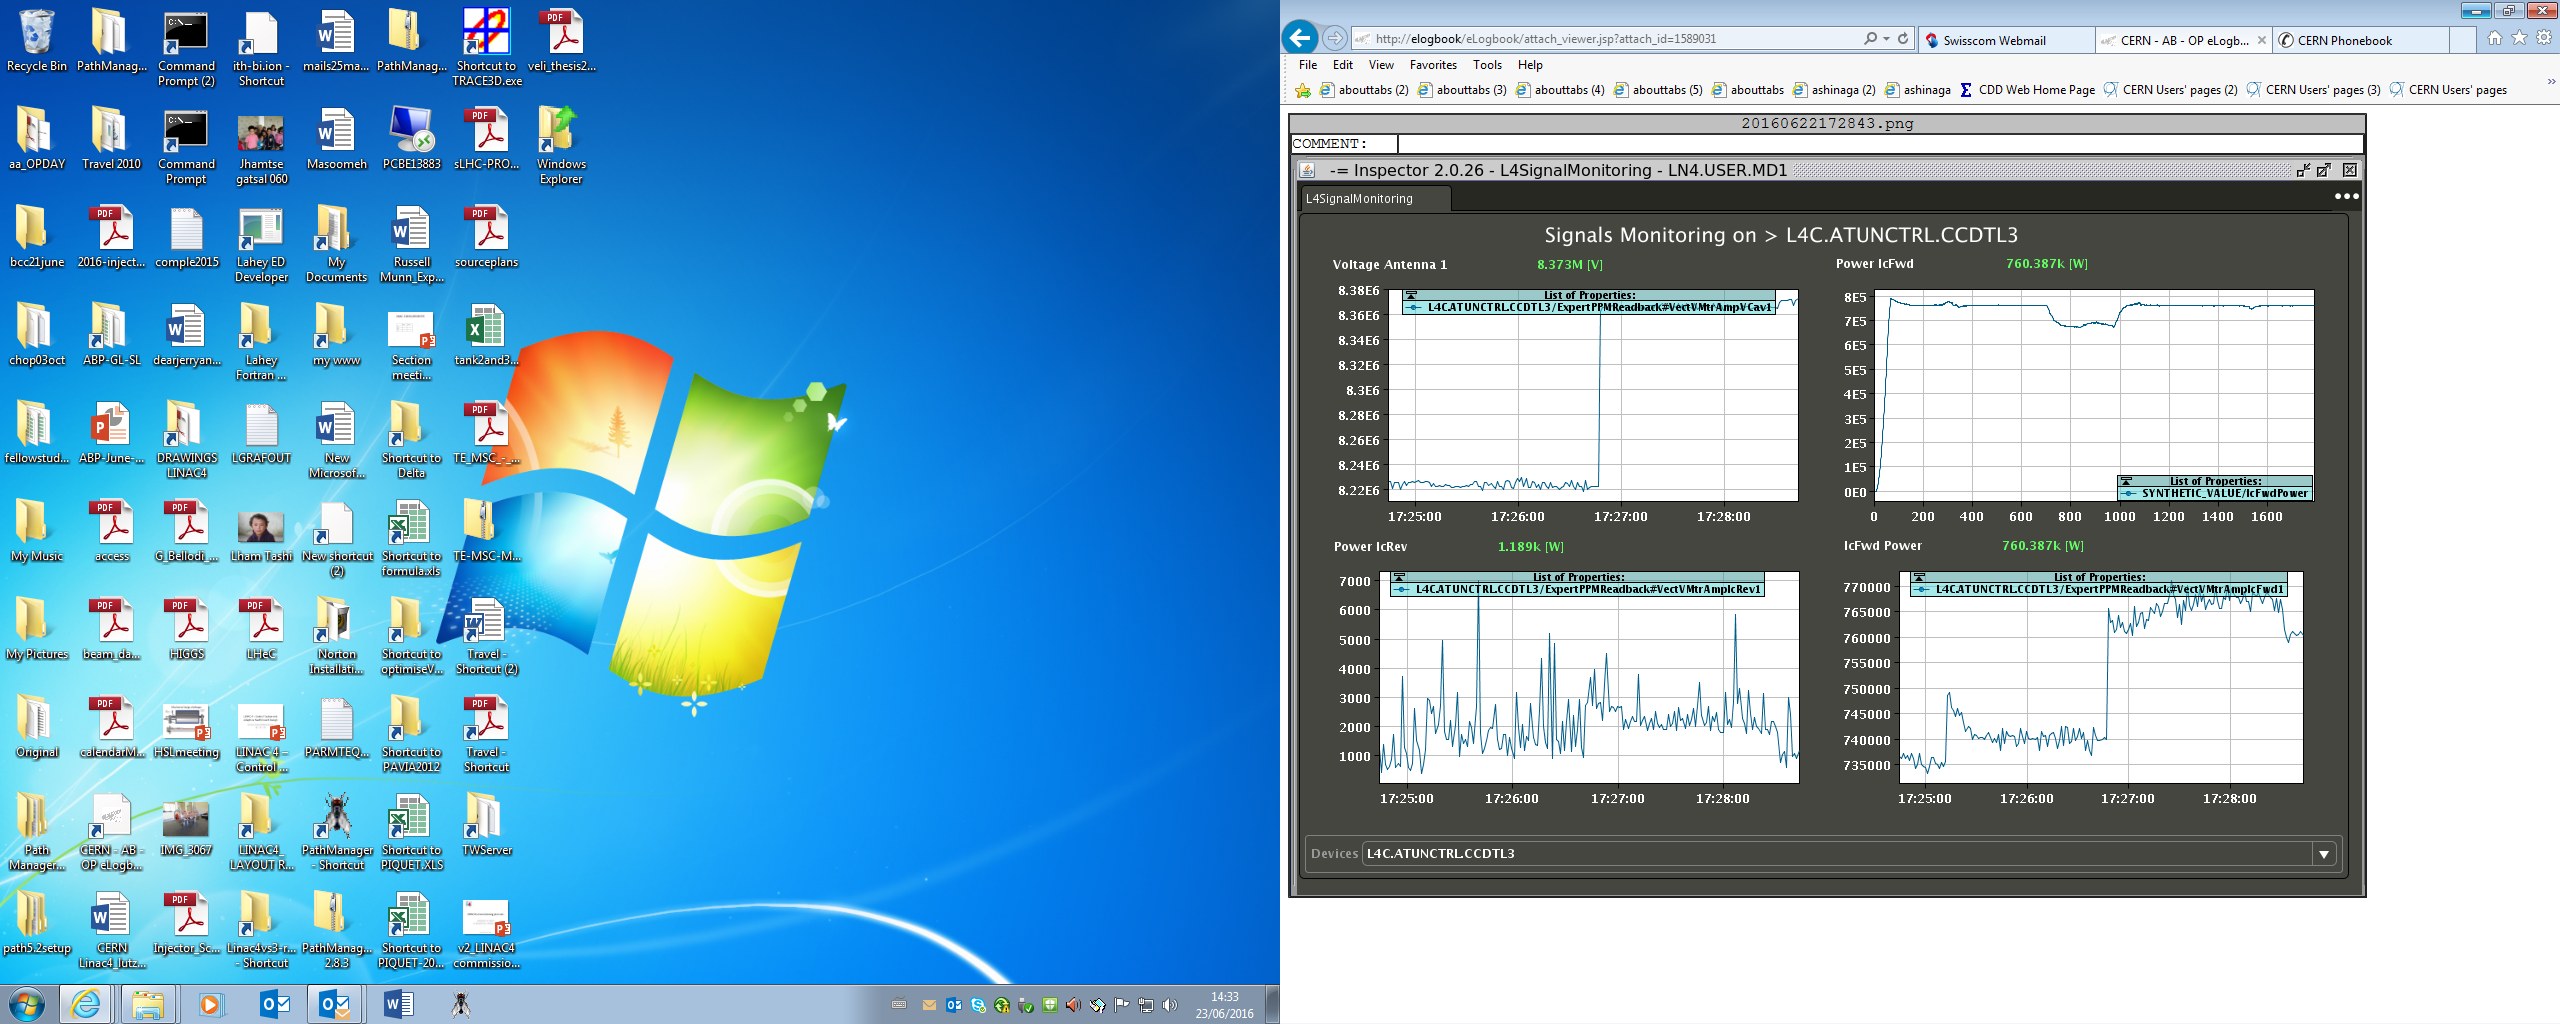 Recycle Bin
PathManag...
Command Prompt (2)
ith-bi.ion - Shortcut
mails25ma...
PathManag...
Shortcut to TRACE3D.exe
veli_thesis2...
aa_OPDAY
Travel 2010
Command Prompt
Jhamtse gatsal 060
Masoomeh
PCBE13883
sLHC-PRO...
Windows Explorer
bcc21june
2016-inject...
comple2015
Lahey ED Developer
My Documents
Russell Munn_Exp...
sourceplans
chop03oct
ABP-GL-SL
dearjerryan...
Lahey Fortran ...
my www
Section meeti...
tank2and3...
fellowstud...
ABP-June-...
DRAWINGS LINAC4
LGRAFOUT
New Microsof...
Shortcut to Delta
TE_MSC_-_...
My Music
access
G_Bellodi_...
Lham Tashi
New shortcut (2)
Shortcut to formula.xls
TE-MSC-M...
My Pictures
beam_da...
HIGGS
LHeC
Norton Installati...
Shortcut to optimiseV...
Travel - Shortcut (2)
Original
calendarM...
HSLmeeting
LINAC 4 – Control ...
PARMTEQ...
Shortcut to PAVIA2012
Travel - Shortcut
Path Manager...
CERN - AB - OP eLogb...
IMG_3067
LINAC4_ LAYOUT R...
PathManager - Shortcut
Shortcut to PIQUET.XLS
TWServer
path5.2setup
CERN Linac4_lutz...
Injector_Sc...
Linac4vs3-r... - Shortcut
PathManag... 2.8.3
Shortcut to PIQUET-20...
v2_LINAC4 commissio...
14:33
23/06/2016
http://elogbook/eLogbook/attach_viewer.jsp?attach_id=1589031
Swisscom Webmail
CERN - AB - OP eLogb...
CERN Phonebook
File Edit View Favorites Tools Help
abouttabs (2) abouttabs (3) abouttabs (4) abouttabs (5) abouttabs ashinaga (2) ashinaga CDD Web Home Page CERN Users' pages (2) CERN Users' pages (3) CERN Users' pages
20160622172843.png
COMMENT:
-= Inspector 2.0.26 - L4SignalMonitoring - LN4.USER.MD1
L4SignalMonitoring
Signals Monitoring on > L4C.ATUNCTRL.CCDTL3
Voltage Antenna 1 8.373M [V]
List of Properties:
L4C.ATUNCTRL.CCDTL3/ExpertPPMReadback#VectVMtrAmpVCav1
8.38E6
8.36E6
8.34E6
8.32E6
8.3E6
8.28E6
8.26E6
8.24E6
8.22E6
17:25:00 17:26:00 17:27:00 17:28:00
Power IcFwd 760.387k [W]
8E5
7E5
6E5
5E5
4E5
3E5
2E5
1E5
0E0
List of Properties:
SYNTHETIC_VALUE/IcFwdPower
0 200 400 600 800 1000 1200 1400 1600
Power IcRev 1.189k [W]
List of Properties:
L4C.ATUNCTRL.CCDTL3/ExpertPPMReadback#VectVMtrAmpIcRev1
7000
6000
5000
4000
3000
2000
1000
17:25:00 17:26:00 17:27:00 17:28:00
IcFwd Power 760.387k [W]
List of Properties:
L4C.ATUNCTRL.CCDTL3/ExpertPPMReadback#VectVMtrAmpIcFwd1
770000
765000
760000
755000
750000
745000
740000
735000
17:25:00 17:26:00 17:27:00 17:28:00
Devices L4C.ATUNCTRL.CCDTL3